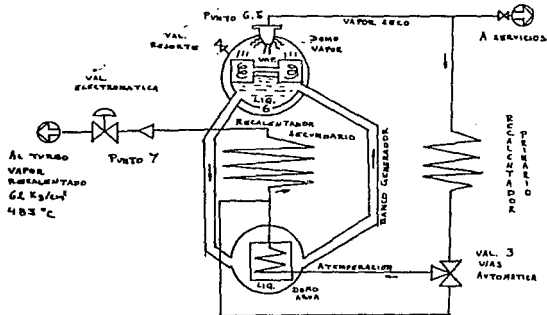 PUNTO 6.5
VAPOR SECO
A SERVICIOS
VAL.
RESORTE
DOMO
VAPOR
VAP.
LIQ.
6
VAL.
ELECTROMATICA
RECALENTADOR
SECUNDARIO
PUNTO 7
AL TURBO
VAPOR
RECALENTADO
62 Kg/cm²
483 °C
BANCO GENERADOR
RECALENTADOR
PRIMARIO
ATEMPERACION
VAL. 3
VIAS
AUTOMATICA
LIQ.
DOMO
AGUA